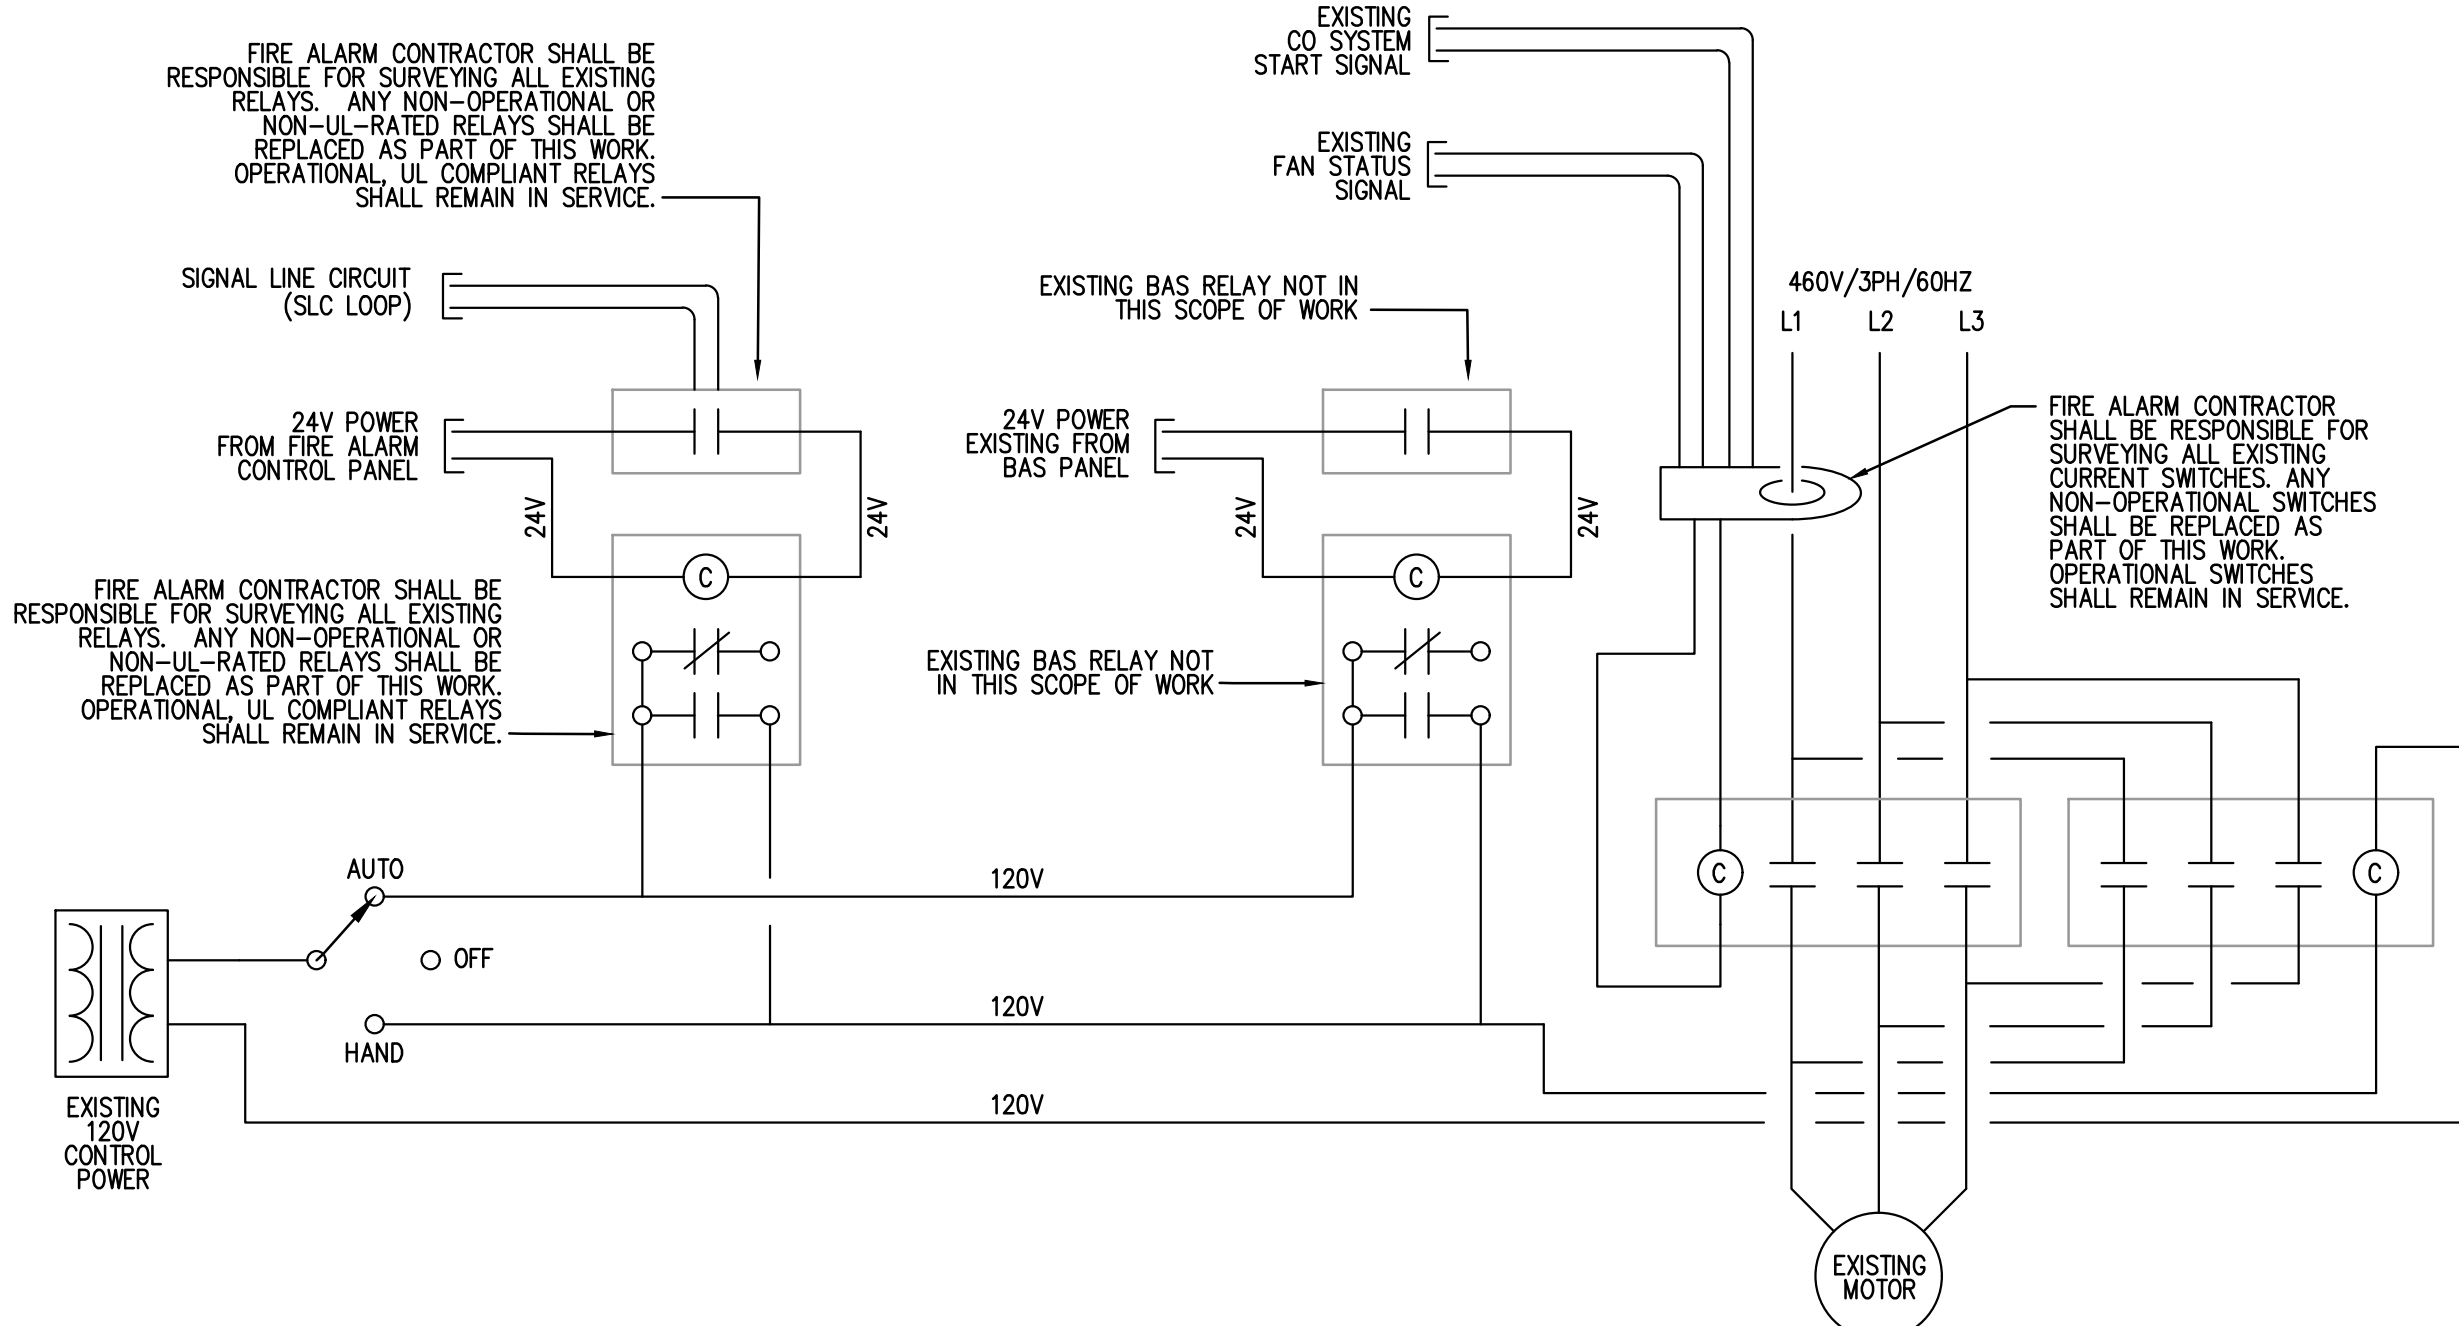 EXISTING
CO SYSTEM
START SIGNAL
FIRE ALARM CONTRACTOR SHALL BE
RESPONSIBLE FOR SURVEYING ALL EXISTING
RELAYS. ANY NON-OPERATIONAL OR
NON-UL-RATED RELAYS SHALL BE
REPLACED AS PART OF THIS WORK.
OPERATIONAL, UL COMPLIANT RELAYS
SHALL REMAIN IN SERVICE.
EXISTING
FAN STATUS
SIGNAL
SIGNAL LINE CIRCUIT
(SLC LOOP)
EXISTING BAS RELAY NOT IN
THIS SCOPE OF WORK
460V/3PH/60HZ
L1
L2
L3
24V POWER
FROM FIRE ALARM
CONTROL PANEL
24V
24V
24V POWER
EXISTING FROM
BAS PANEL
24V
24V
FIRE ALARM CONTRACTOR
SHALL BE RESPONSIBLE FOR
SURVEYING ALL EXISTING
CURRENT SWITCHES. ANY
NON-OPERATIONAL SWITCHES
SHALL BE REPLACED AS
PART OF THIS WORK.
OPERATIONAL SWITCHES
SHALL REMAIN IN SERVICE.
C
C
FIRE ALARM CONTRACTOR SHALL BE
RESPONSIBLE FOR SURVEYING ALL EXISTING
RELAYS. ANY NON-OPERATIONAL OR
NON-UL-RATED RELAYS SHALL BE
REPLACED AS PART OF THIS WORK.
OPERATIONAL, UL COMPLIANT RELAYS
SHALL REMAIN IN SERVICE.
EXISTING BAS RELAY NOT
IN THIS SCOPE OF WORK
C
C
AUTO
120V
OFF
120V
HAND
120V
EXISTING
120V
CONTROL
POWER
EXISTING
MOTOR